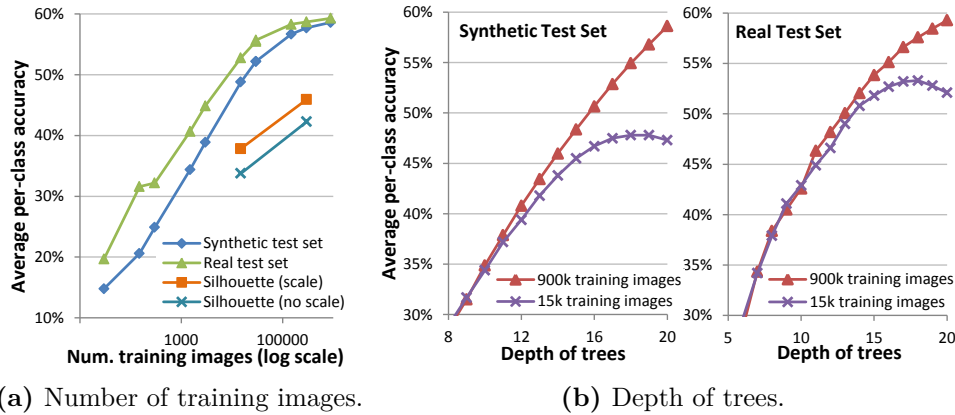 Average per-class accuracy
60%
50%
40%
30%
20%
10%
Synthetic test set
Real test set
Silhouette (scale)
Silhouette (no scale)
1000
100000
Num. training images (log scale)
(a) Number of training images.
Average per-class accuracy
Synthetic Test Set
60%
55%
50%
45%
40%
35%
30%
900k training images
15k training images
8
12
16
20
Depth of trees
Real Test Set
60%
55%
50%
45%
40%
35%
30%
900k training images
15k training images
5
10
15
20
Depth of trees
(b) Depth of trees.